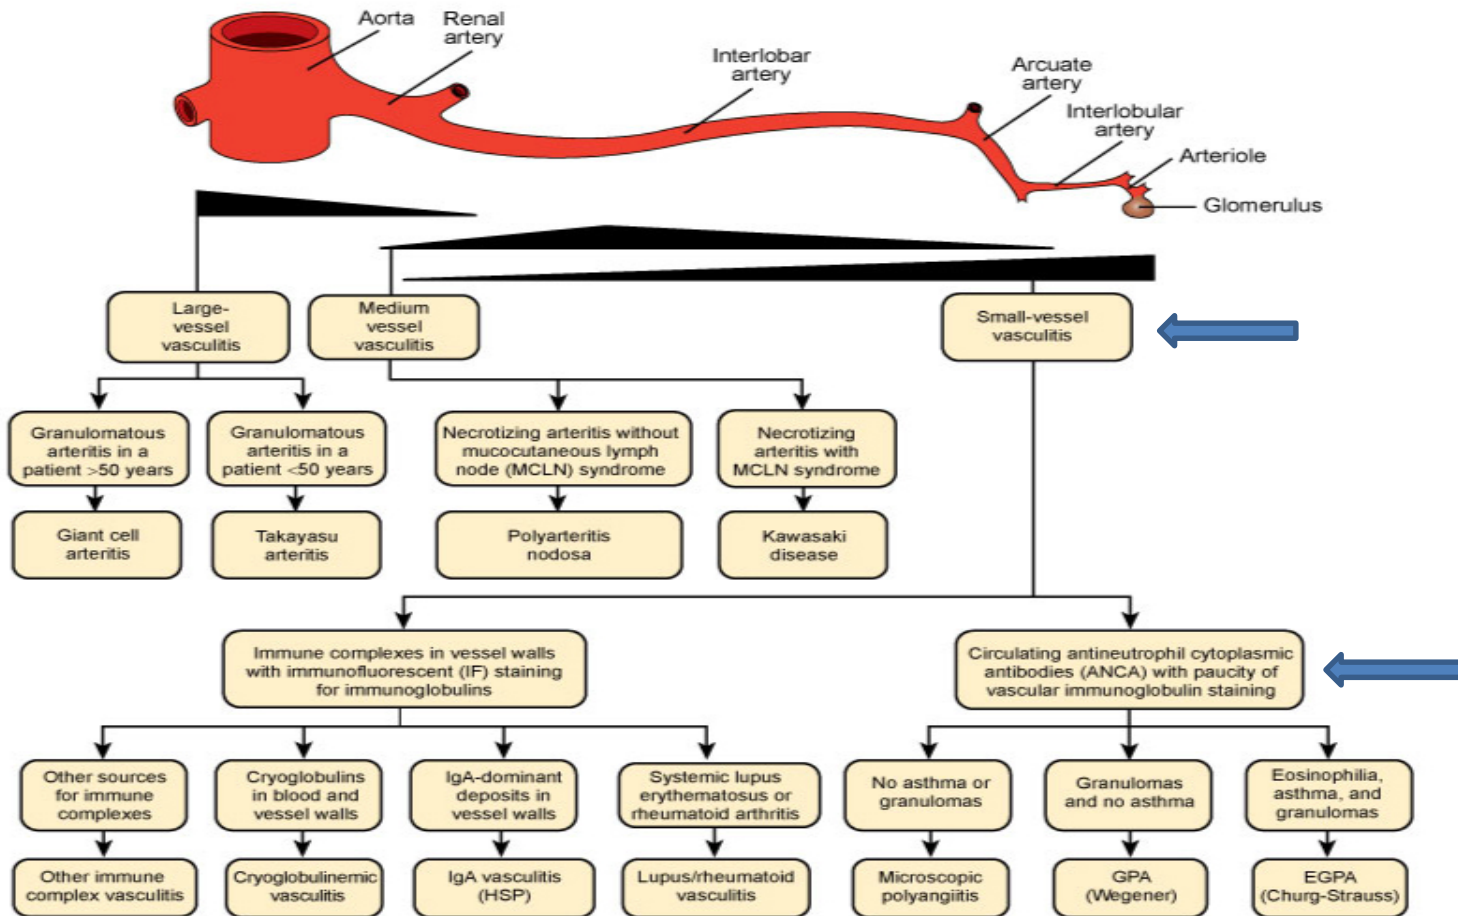 Aorta
Renal
artery
Interlobar
artery
Arcuate
artery
Interlobular
artery
Arteriole
Glomerulus
Large-
vessel
vasculitis
Medium
vessel
vasculitis
Small-vessel
vasculitis
Granulomatous
arteritis in a
patient >50 years
Granulomatous
arteritis in a
patient <50 years
Necrotizing arteritis without
mucocutaneous lymph
node (MCLN) syndrome
Necrotizing
arteritis with
MCLN syndrome
Giant cell
arteritis
Takayasu
arteritis
Polyarteritis
nodosa
Kawasaki
disease
Immune complexes in vessel walls
with immunofluorescent (IF) staining
for immunoglobulins
Circulating antineutrophil cytoplasmic
antibodies (ANCA) with paucity of
vascular immunoglobulin staining
Other sources
for immune
complexes
Cryoglobulins
in blood and
vessel walls
IgA-dominant
deposits in
vessel walls
Systemic lupus
erythematosus or
rheumatoid arthritis
No asthma or
granulomas
Granulomas
and no asthma
Eosinophilia,
asthma, and
granulomas
Other immune
complex vasculitis
Cryoglobulinemic
vasculitis
IgA vasculitis
(HSP)
Lupus/rheumatoid
vasculitis
Microscopic
polyangiitis
GPA
(Wegener)
EGPA
(Churg-Strauss)